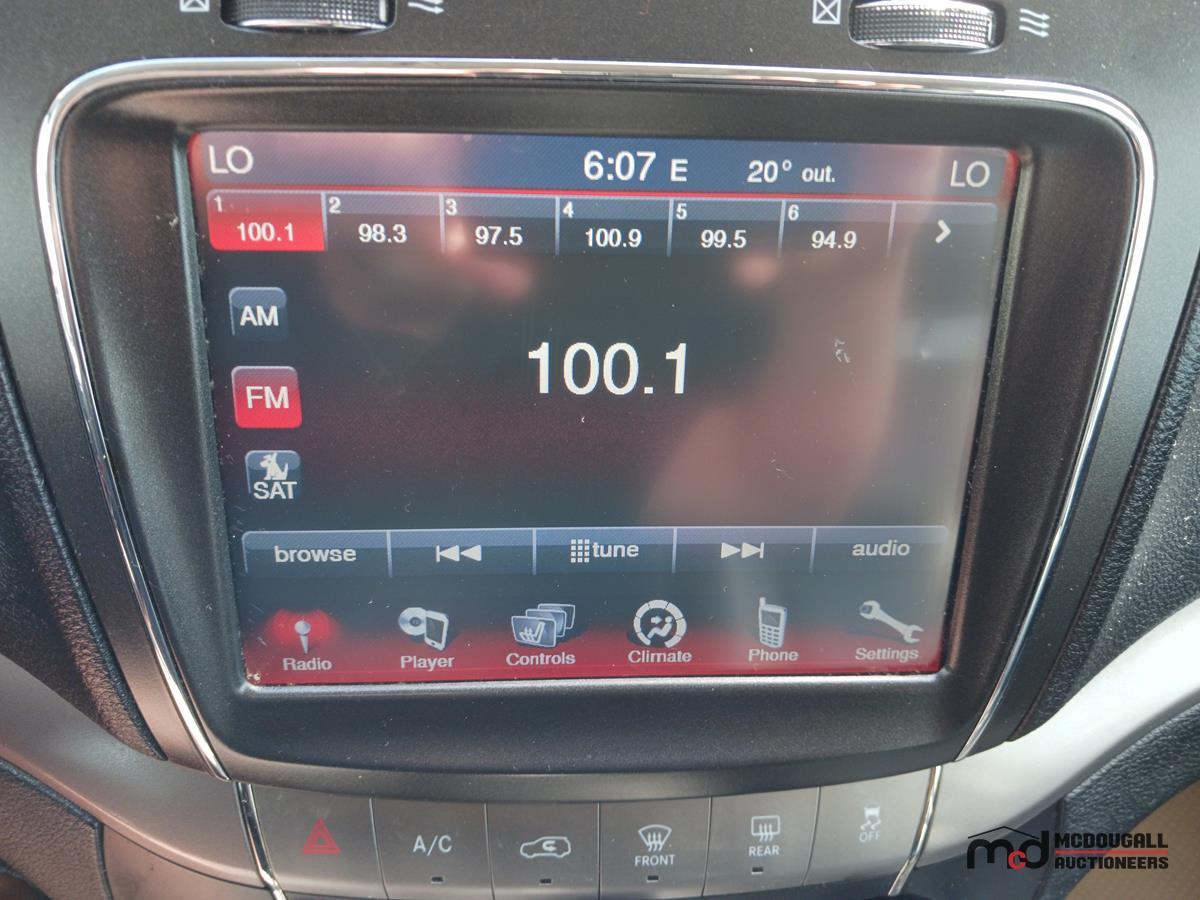 LO 6:07 E 20° out. LO
1 2 3 4 5 6
100.1 98.3 97.5 100.9 99.5 94.9 >
AM
100.1
FM
SAT
browse tune audio
Radio Player Controls Climate Phone Settings
A/C FRONT REAR OFF
mcd MCDOUGALL
AUCTIONEERS